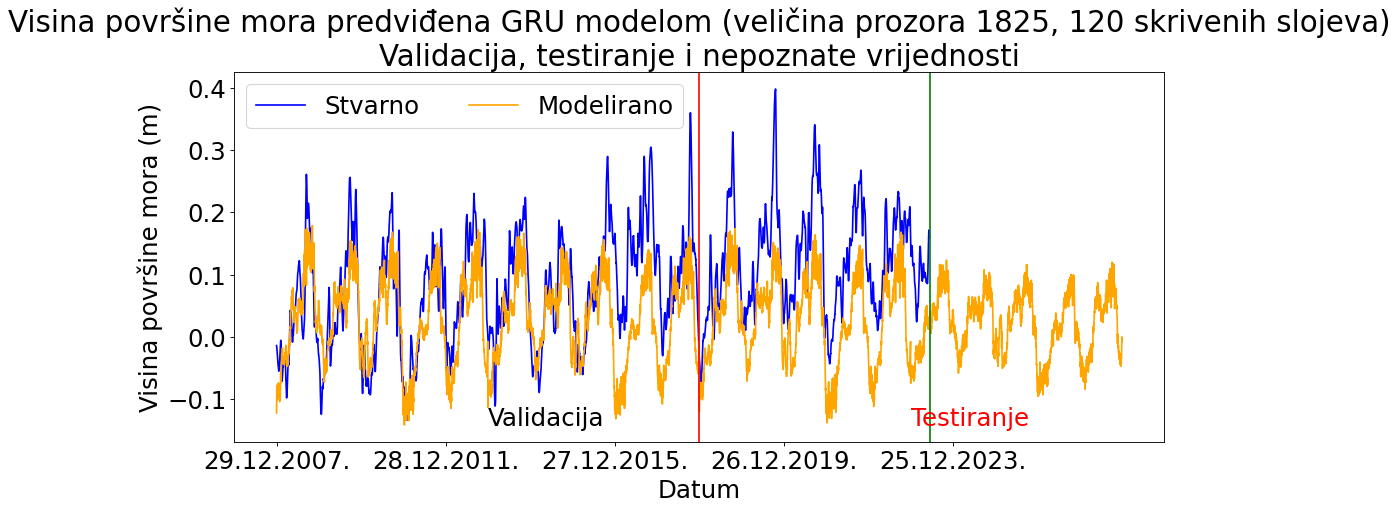 Visina površine mora predviđena GRU modelom (veličina prozora 1825, 120 skrivenih slojeva)
Validacija, testiranje i nepoznate vrijednosti
Stvarno
Modelirano
0.4
0.3
0.2
0.1
0.0
−0.1
Visina površine mora (m)
Validacija
Testiranje
29.12.2007.
28.12.2011.
27.12.2015.
26.12.2019.
25.12.2023.
Datum